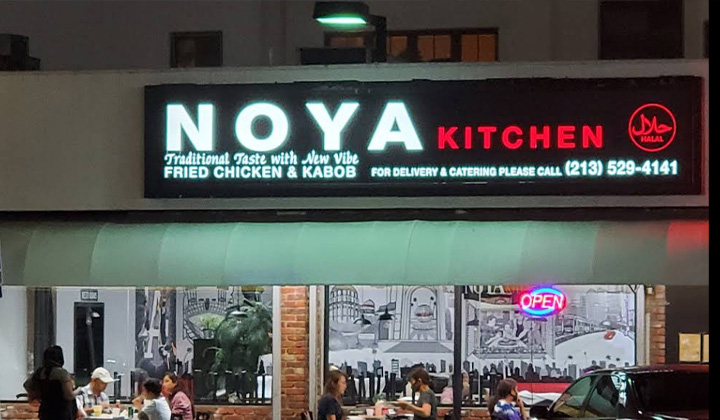 NOYA KITCHEN
حلال
HALAL
Traditional Taste with New Vibe
FRIED CHICKEN & KABOB
FOR DELIVERY & CATERING PLEASE CALL (213) 529-4141
OPEN